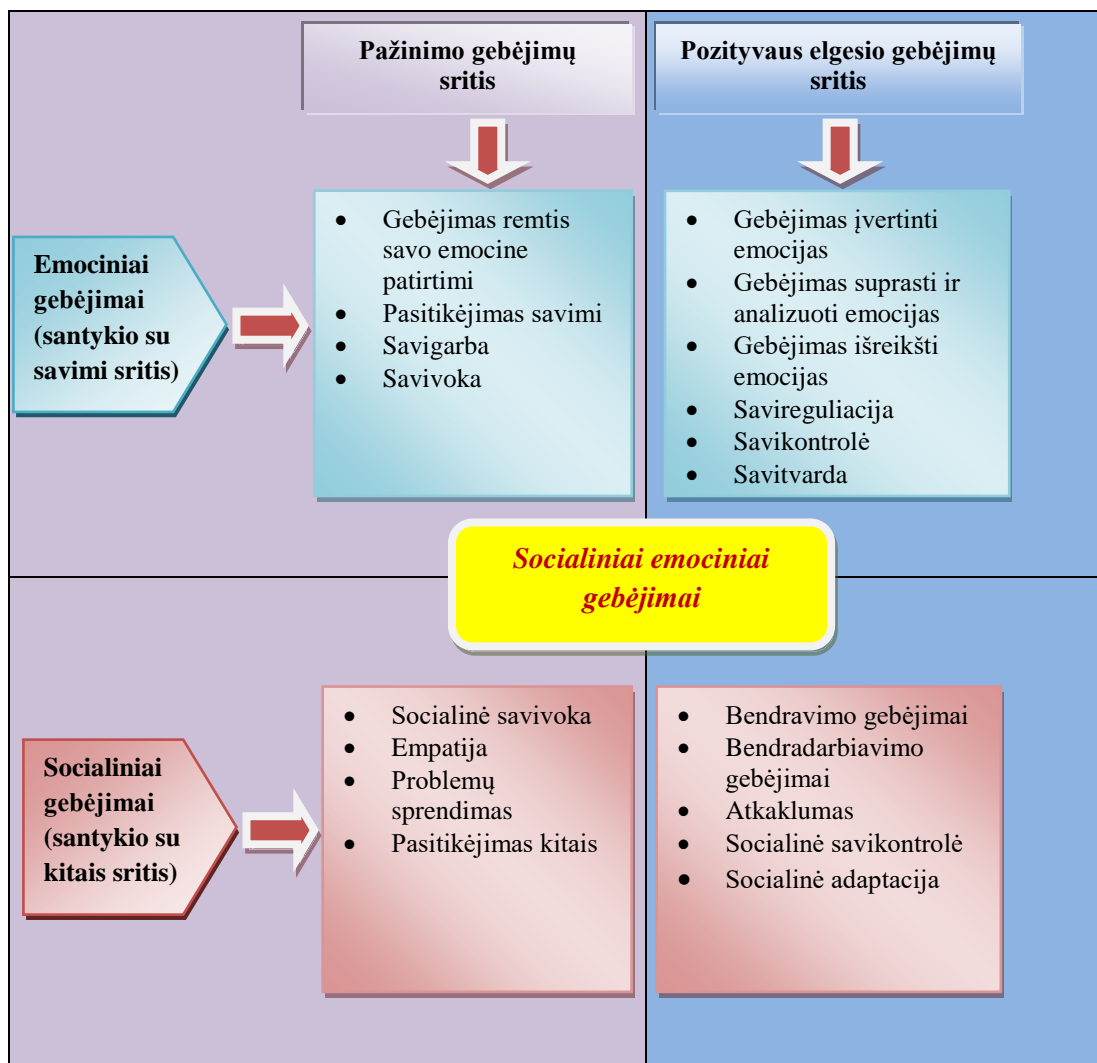 Pažinimo gebėjimų
sritis
Pozityvaus elgesio gebėjimų
sritis
Emociniai
gebėjimai
(santykio su
savimi sritis)
• Gebėjimas remtis
savo emocine
patirtimi
• Pasitikėjimas savimi
• Savigarba
• Savivoka
• Gebėjimas įvertinti
emocijas
• Gebėjimas suprasti ir
analizuoti emocijas
• Gebėjimas išreikšti
emocijas
• Savireguliacija
• Savikontrolė
• Savitvarda
Socialiniai emociniai
gebėjimai
Socialiniai
gebėjimai
(santykio su
kitais sritis)
• Socialinė savivoka
• Empatija
• Problemų
sprendimas
• Pasitikėjimas kitais
• Bendravimo gebėjimai
• Bendradarbiavimo
gebėjimai
• Atkaklumas
• Socialinė savikontrolė
• Socialinė adaptacija